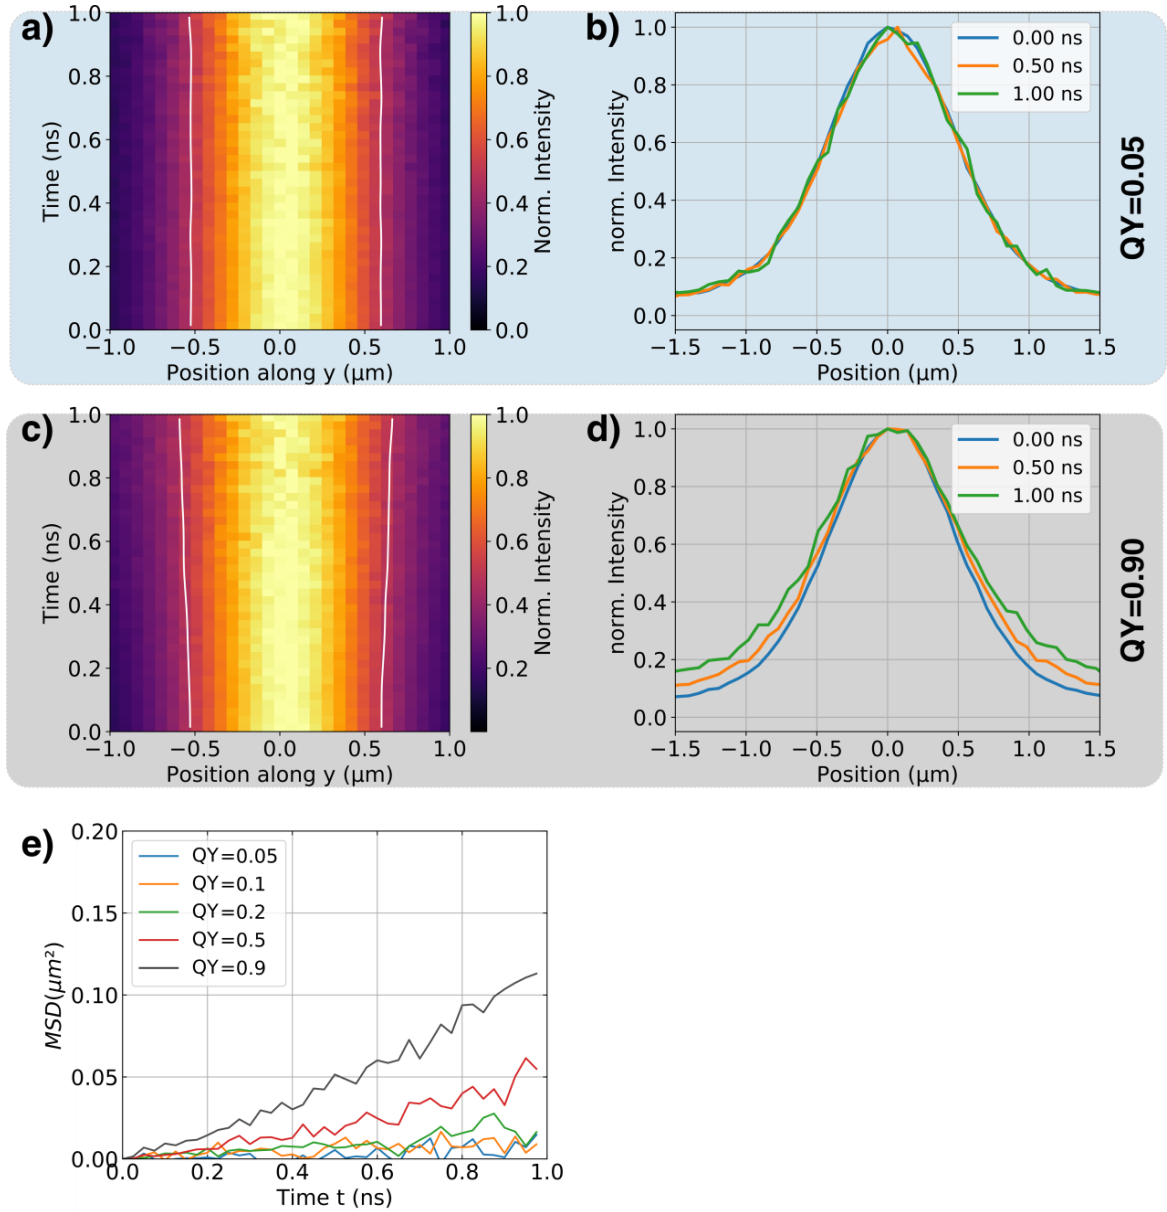 a)
1.0
0.8
0.6
0.4
0.2
0.0
Time (ns)
−1.0 −0.5 0.0 0.5 1.0
Position along y (μm)
1.0
0.8
0.6
0.4
0.2
0.0
Norm. Intensity
b)
1.0
0.8
0.6
0.4
0.2
0.0
norm. Intensity
0.00 ns
0.50 ns
1.00 ns
−1.5 −1.0 −0.5 0.0 0.5 1.0 1.5
Position (μm)
QY=0.05
c)
1.0
0.8
0.6
0.4
0.2
0.0
Time (ns)
−1.0 −0.5 0.0 0.5 1.0
Position along y (μm)
1.0
0.8
0.6
0.4
0.2
Norm. Intensity
d)
1.0
0.8
0.6
0.4
0.2
0.0
norm. Intensity
0.00 ns
0.50 ns
1.00 ns
−1.5 −1.0 −0.5 0.0 0.5 1.0 1.5
Position (μm)
QY=0.90
e)
0.20
0.15
0.10
0.05
0.00
MSD(μm²)
QY=0.05
QY=0.1
QY=0.2
QY=0.5
QY=0.9
0.0 0.2 0.4 0.6 0.8 1.0
Time t (ns)